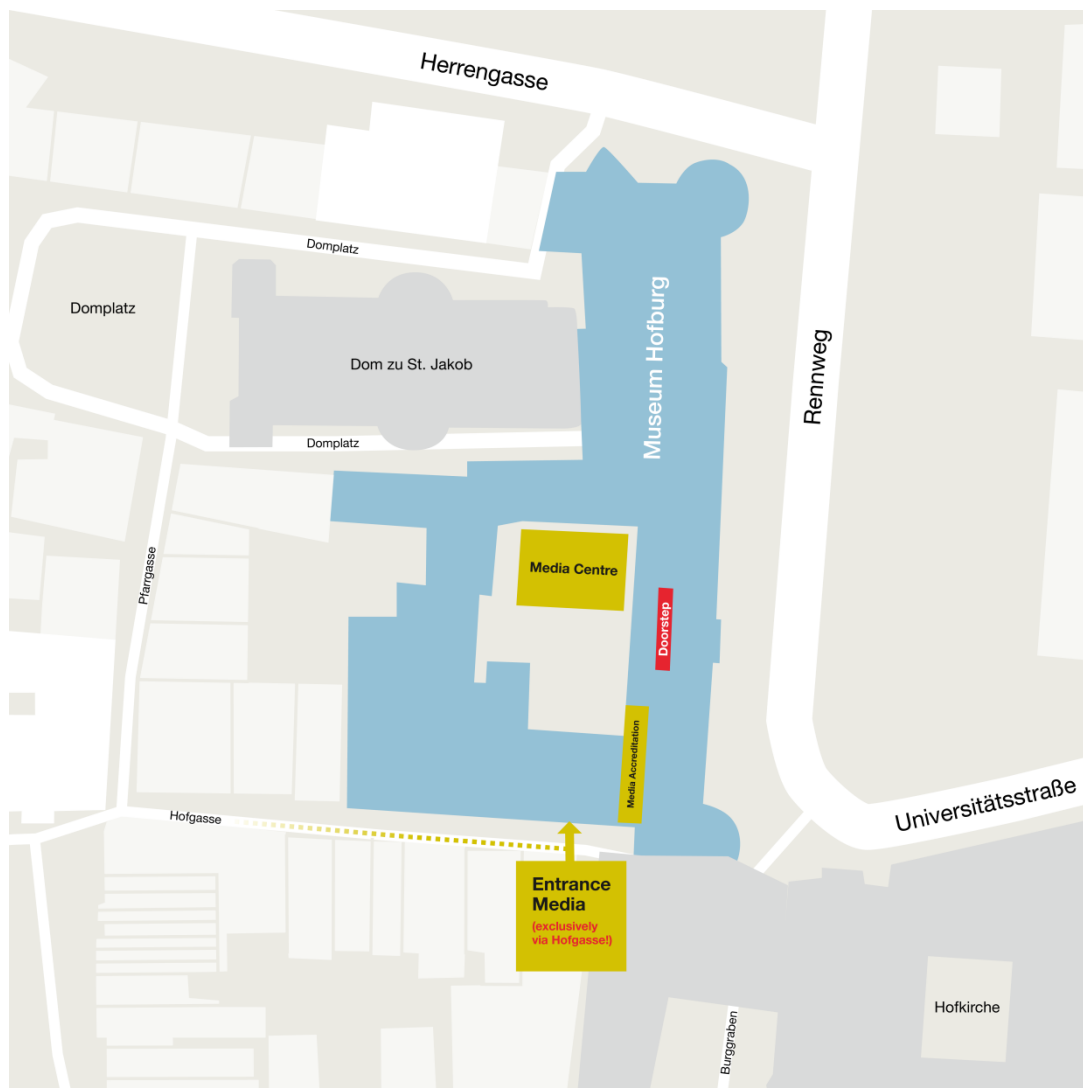 Herrengasse
Domplatz
Domplatz
Dom zu St. Jakob
Museum Hofburg
Rennweg
Domplatz
Pfarrgasse
Media Centre
Doorstep
Media Accreditation
Universitätsstraße
Hofgasse
Entrance
Media
(exclusively
via Hofgasse!)
Hofkirche
Burggraben